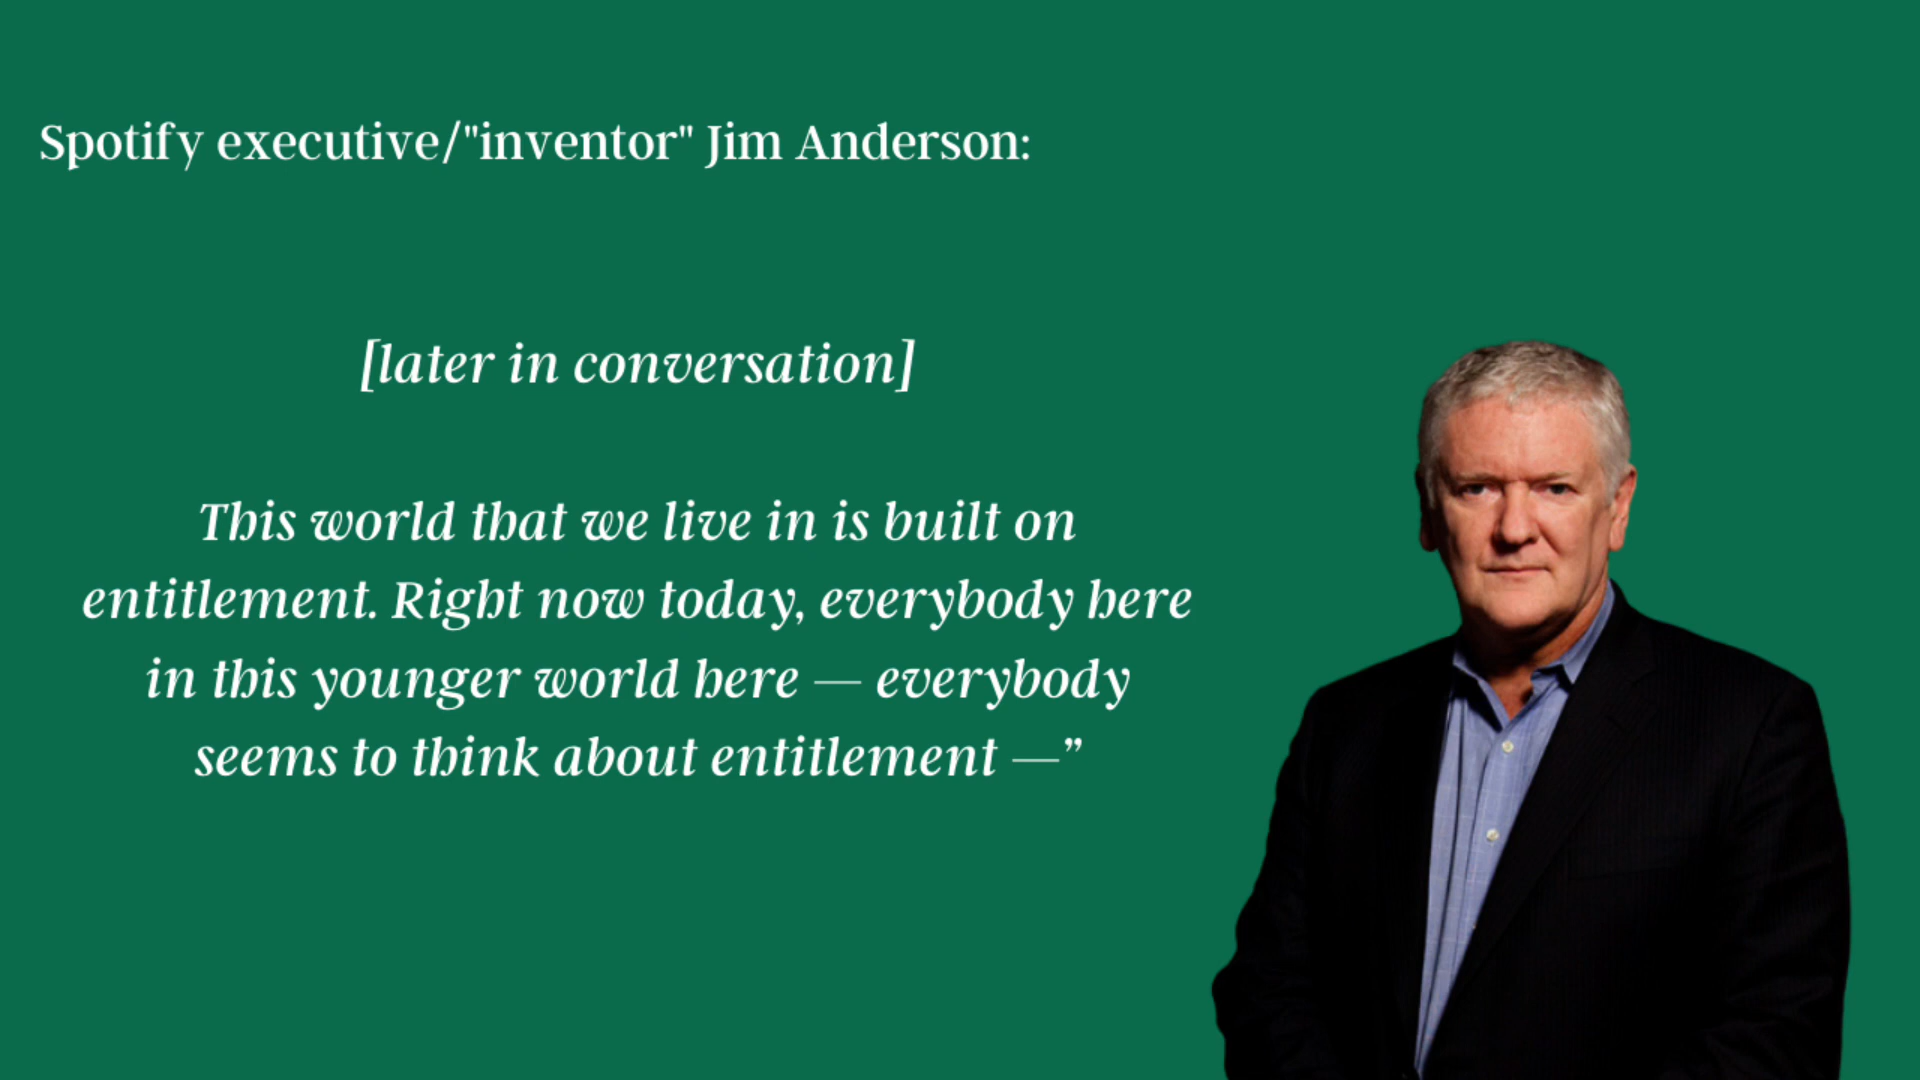 Spotify executive/"inventor" Jim Anderson:
[later in conversation]
This world that we live in is built on
entitlement. Right now today, everybody here
in this younger world here — everybody
seems to think about entitlement —”